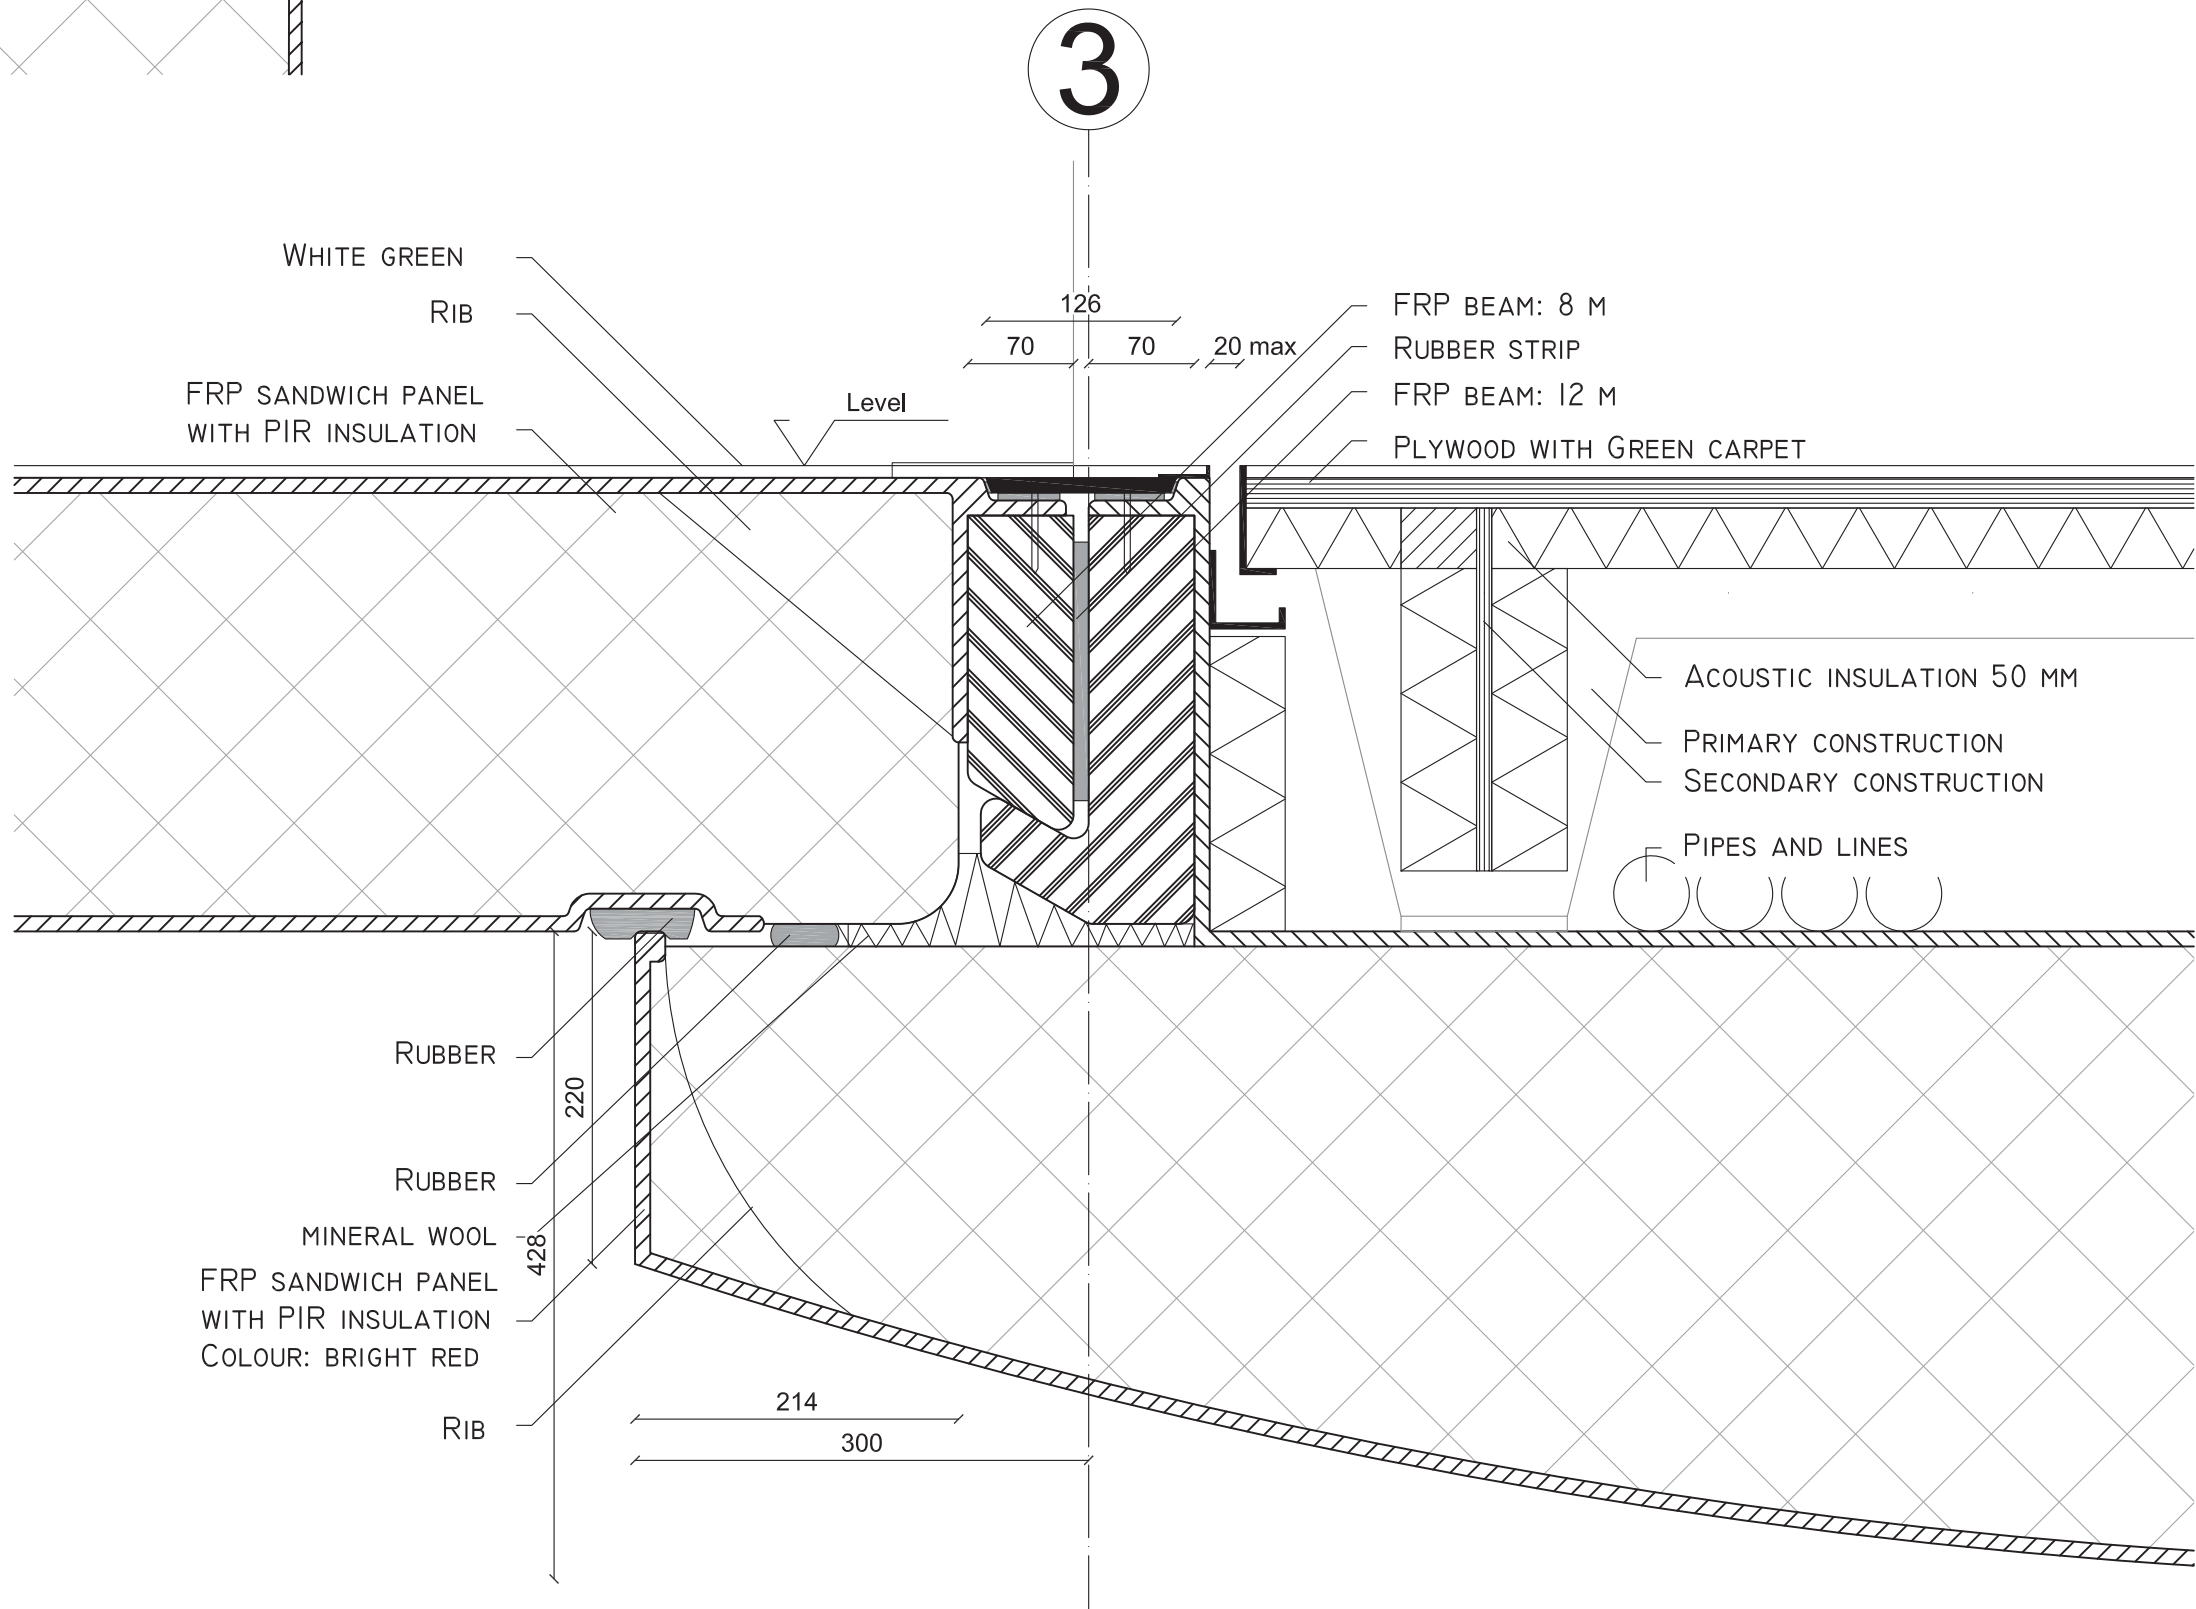 3
WHITE GREEN
RIB
FRP SANDWICH PANEL
WITH PIR INSULATION
126
70
70
20 max
Level
FRP BEAM: 8 M
RUBBER STRIP
FRP BEAM: 12 M
PLYWOOD WITH GREEN CARPET
ACOUSTIC INSULATION 50 MM
PRIMARY CONSTRUCTION
SECONDARY CONSTRUCTION
PIPES AND LINES
RUBBER
220
RUBBER
MINERAL WOOL
428
FRP SANDWICH PANEL
WITH PIR INSULATION
COLOUR: BRIGHT RED
RIB
214
300